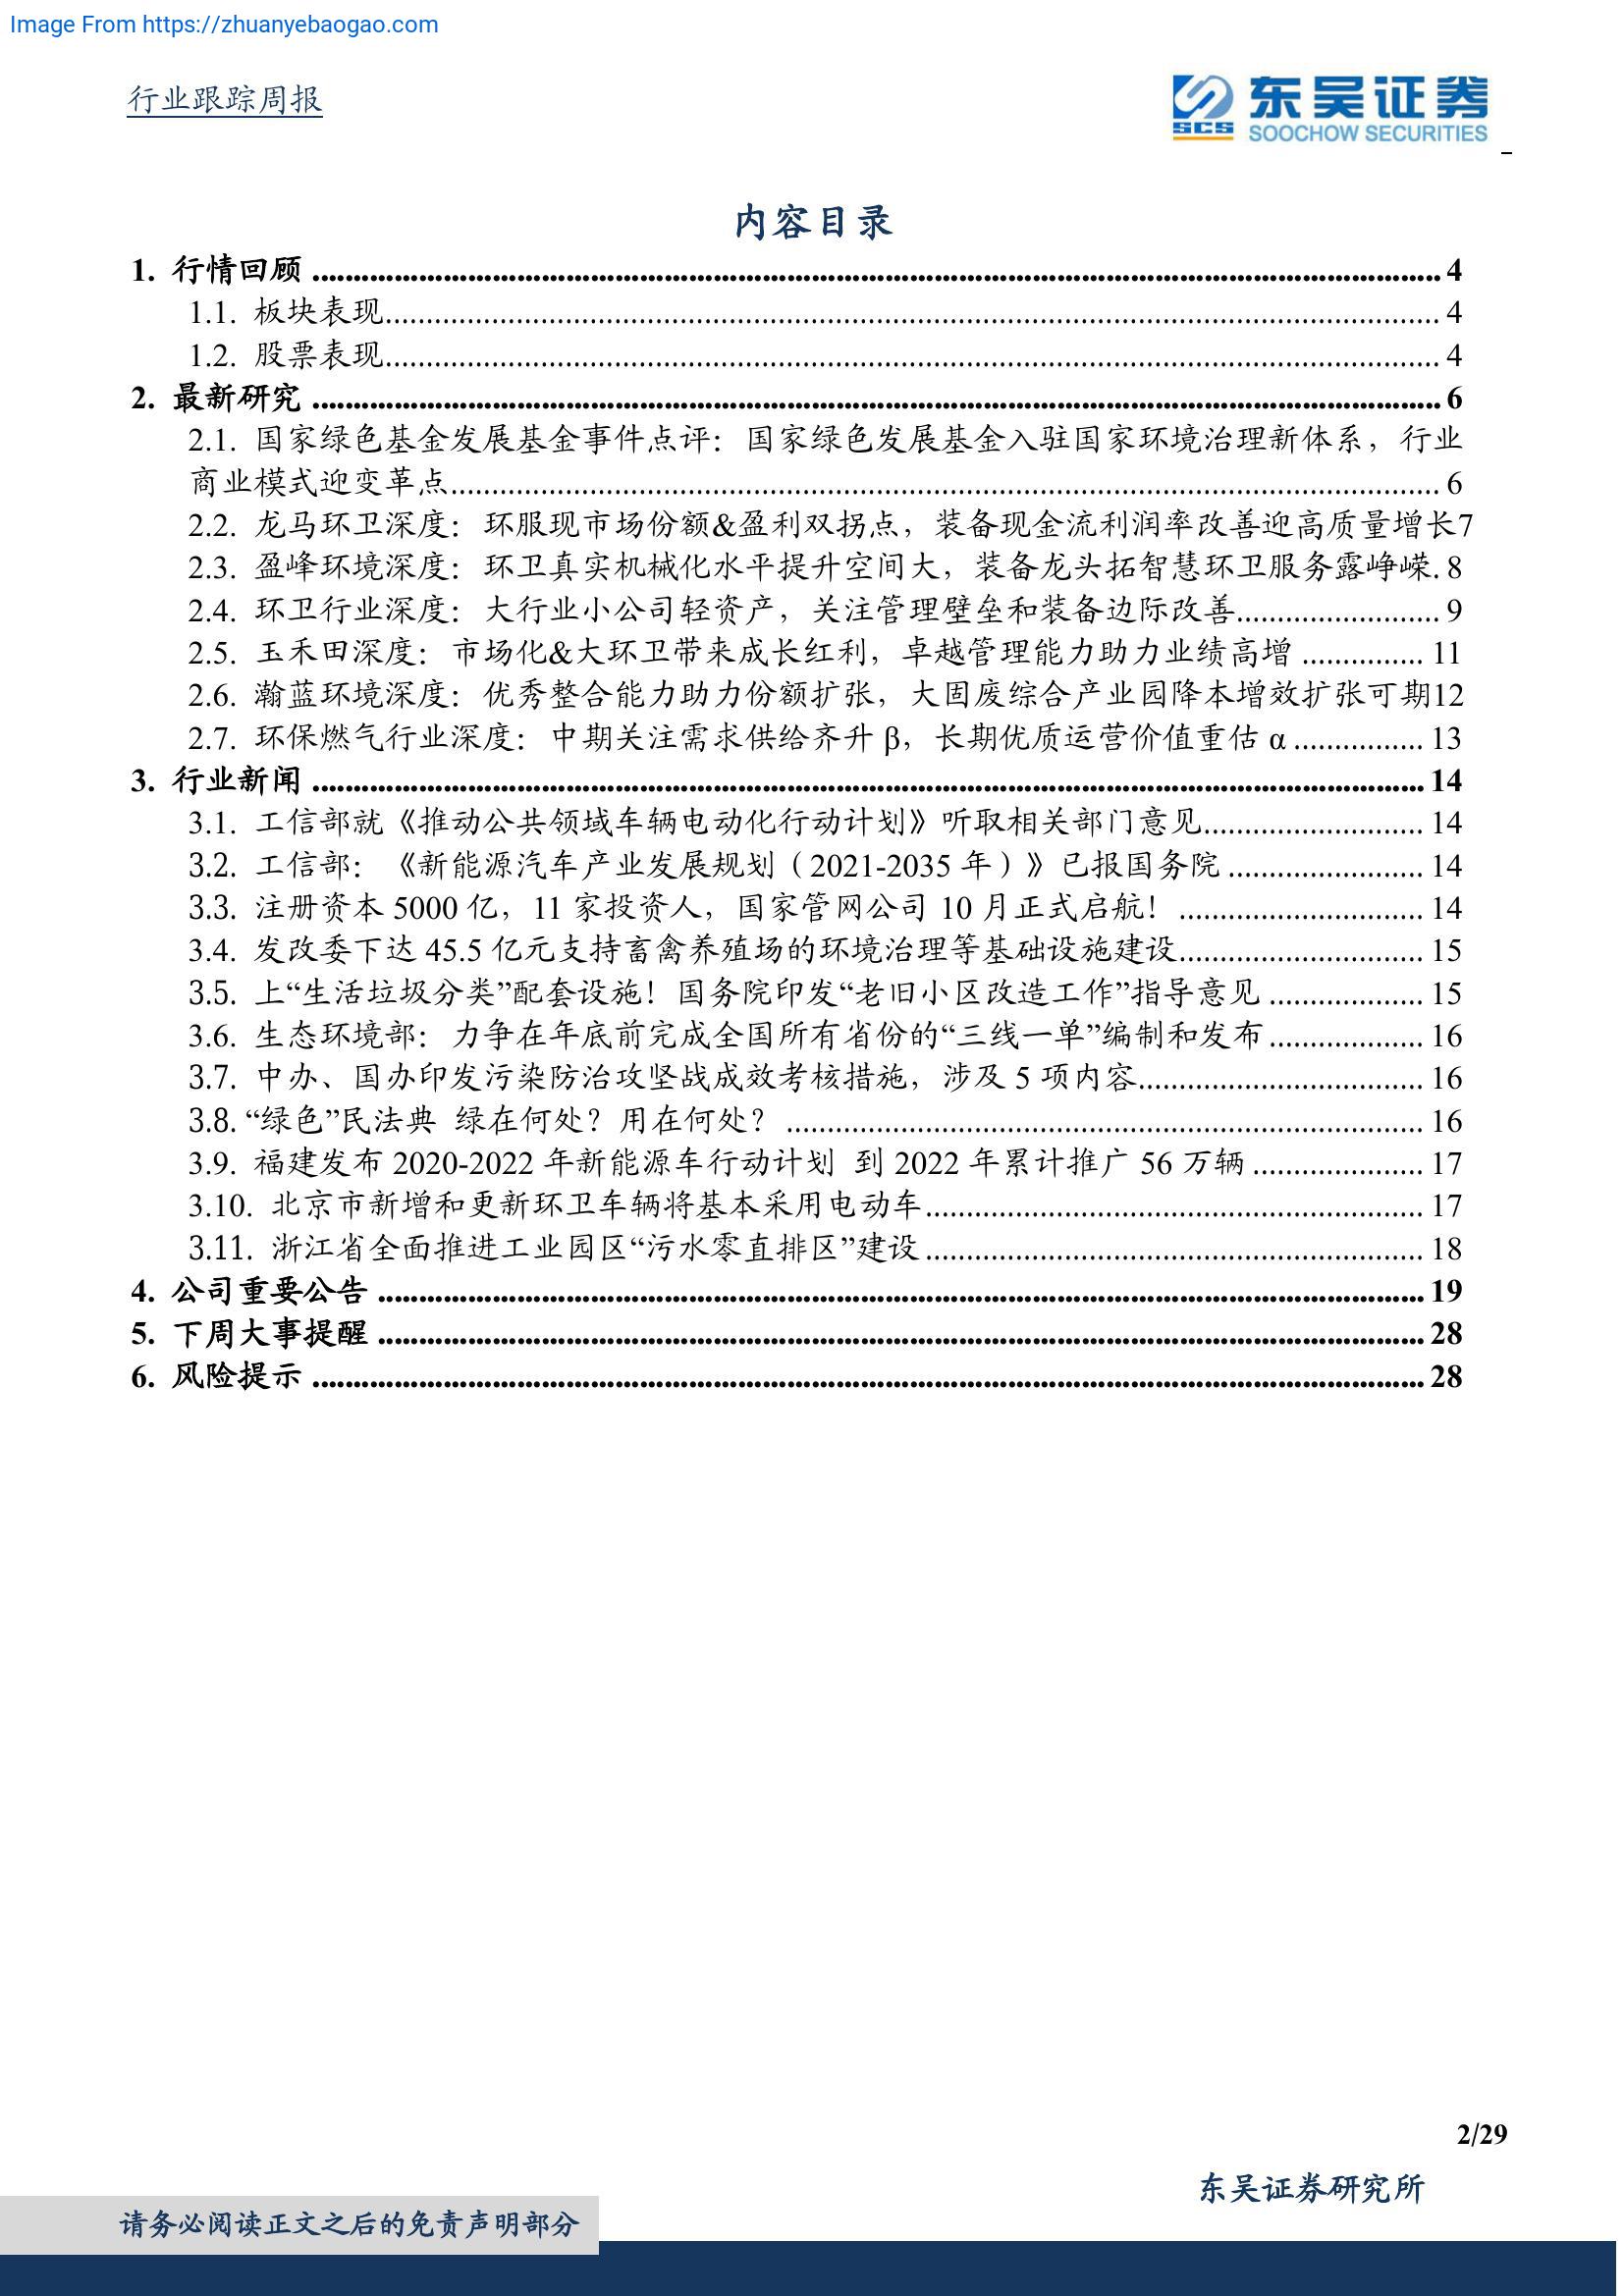 Image From https://zhuanyebaogao.com
行业跟踪周报
SCS
东吴证券
SOOCHOW SECURITIES
内容目录
1. 行情回顾 ........................................ 4
1.1. 板块表现........................................ 4
1.2. 股票表现........................................ 4
2. 最新研究 ........................................ 6
2.1. 国家绿色基金发展基金事件点评：国家绿色发展基金入驻国家环境治理新体系，行业
商业模式迎变革点........................................ 6
2.2. 龙马环卫深度：环服现市场份额&盈利双拐点，装备现金流利润率改善迎高质量增长7
2.3. 盈峰环境深度：环卫真实机械化水平提升空间大，装备龙头拓智慧环卫服务露峥嵘. 8
2.4. 环卫行业深度：大行业小公司轻资产，关注管理壁垒和装备边际改善......................... 9
2.5. 玉禾田深度：市场化&大环卫带来成长红利，卓越管理能力助力业绩高增 ............... 11
2.6. 瀚蓝环境深度：优秀整合能力助力份额扩张，大固废综合产业园降本增效扩张可期12
2.7. 环保燃气行业深度：中期关注需求供给齐升 β，长期优质运营价值重估 α ................ 13
3. 行业新闻 ........................................ 14
3.1. 工信部就《推动公共领域车辆电动化行动计划》听取相关部门意见........................... 14
3.2. 工信部：《新能源汽车产业发展规划（2021-2035 年）》已报国务院 ........................ 14
3.3. 注册资本 5000 亿，11 家投资人，国家管网公司 10 月正式启航！ .............................. 14
3.4. 发改委下达 45.5 亿元支持畜禽养殖场的环境治理等基础设施建设.............................. 15
3.5. 上“生活垃圾分类”配套设施！国务院印发“老旧小区改造工作”指导意见 ................... 15
3.6. 生态环境部：力争在年底前完成全国所有省份的“三线一单”编制和发布 ................... 16
3.7. 中办、国办印发污染防治攻坚战成效考核措施，涉及 5 项内容................................... 16
3.8. “绿色”民法典 绿在何处？用在何处？ ........................................ 16
3.9. 福建发布 2020-2022 年新能源车行动计划 到 2022 年累计推广 56 万辆 ..................... 17
3.10. 北京市新增和更新环卫车辆将基本采用电动车........................................ 17
3.11. 浙江省全面推进工业园区“污水零直排区”建设 ........................................ 18
4. 公司重要公告 ........................................ 19
5. 下周大事提醒 ........................................ 28
6. 风险提示 ........................................ 28
2/29
东吴证券研究所
请务必阅读正文之后的免责声明部分